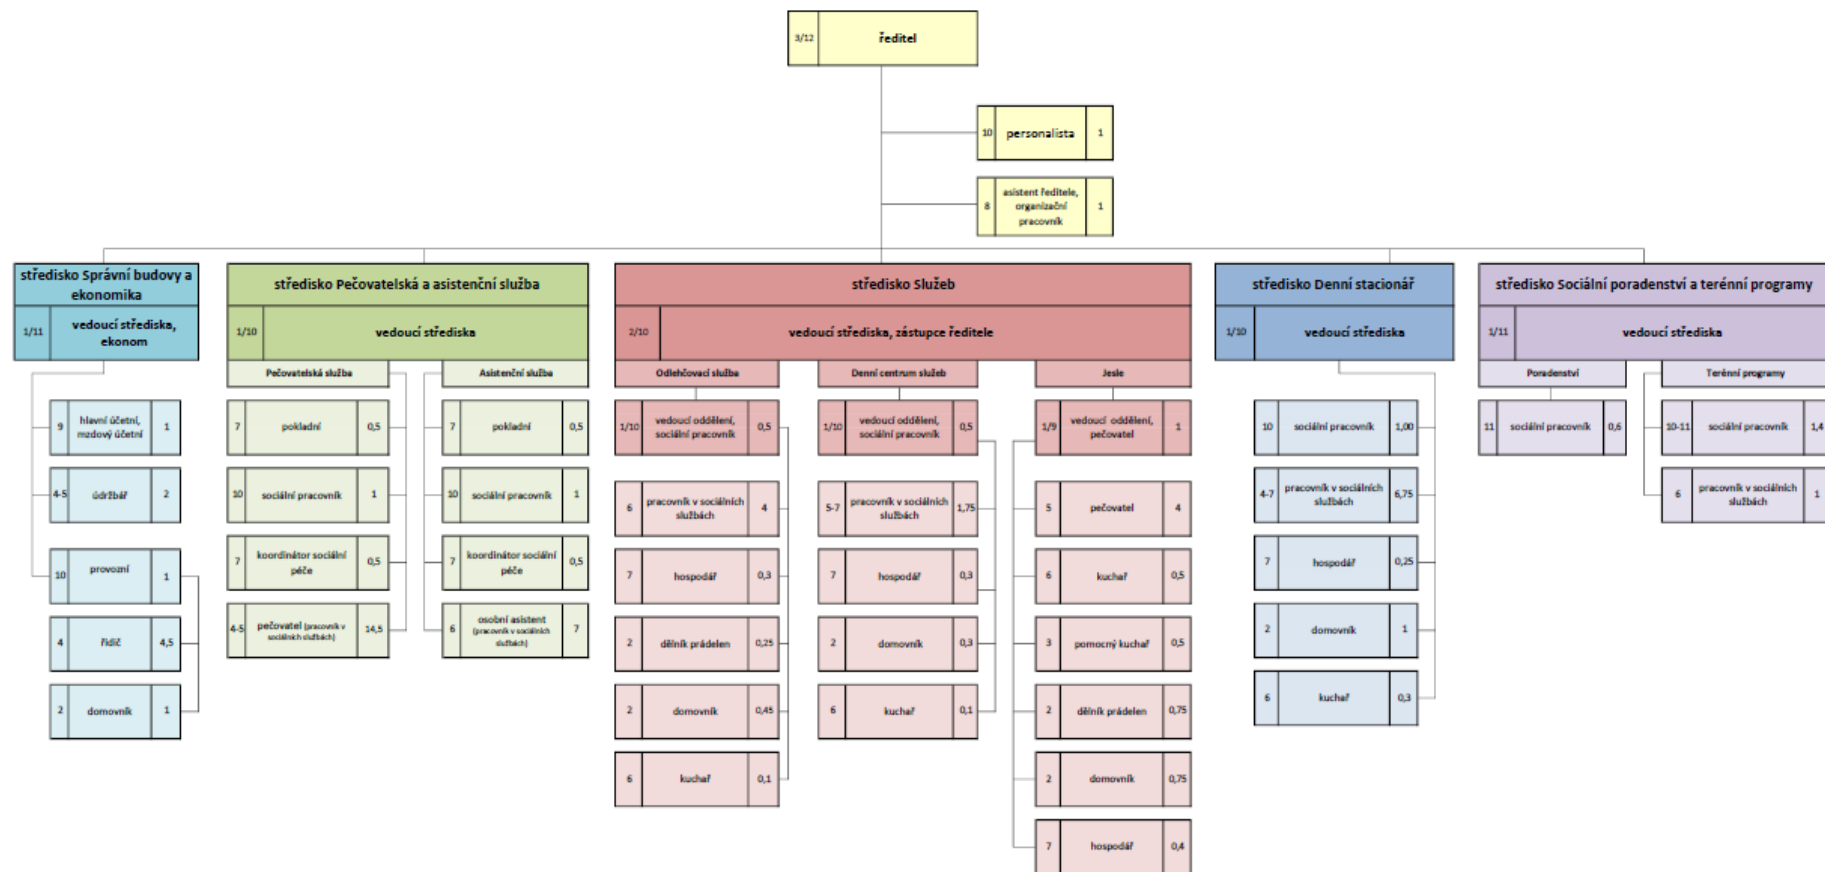 3/12 ředitel
10 personalista 1
8 asistent ředitele, 1
organizační
pracovník
středisko Správní budovy a
ekonomika
1/11 vedoucí střediska,
ekonom
9 hlavní účetní, 1
mzdový účetní
4-5 údržbář 2
10 provozní 1
4 řidič 4,5
2 domovník 1
středisko Pečovatelská a asistenční služba
1/10 vedoucí střediska
Pečovatelská služba
7 pokladní 0,5
10 sociální pracovník 1
7 koordinátor sociální 0,5
péče
4-5 pečovatel (pracovník v 14,5
sociálních službách)
Asistenční služba
7 pokladní 0,5
10 sociální pracovník 1
7 koordinátor sociální 0,5
péče
6 osobní asistent 7
(pracovník v sociálních
službách)
středisko Služeb
2/10 vedoucí střediska, zástupce ředitele
Odlehčovací služba
1/10 vedoucí oddělení, 0,5
sociální pracovník
6 pracovník v sociálních 4
službách
7 hospodář 0,3
2 dělník prádelen 0,25
2 domovník 0,45
6 kuchař 0,1
Denní centrum služeb
1/10 vedoucí oddělení, 0,5
sociální pracovník
5-7 pracovník v sociálních 1,75
službách
7 hospodář 0,3
2 domovník 0,3
6 kuchař 0,1
Jesle
1/9 vedoucí oddělení, 1
pečovatel
5 pečovatel 4
6 kuchař 0,5
3 pomocný kuchař 0,5
2 dělník prádelen 0,75
2 domovník 0,75
7 hospodář 0,4
středisko Denní stacionář
1/10 vedoucí střediska
10 sociální pracovník 1,00
4-7 pracovník v sociálních 6,75
službách
7 hospodář 0,25
2 domovník 1
6 kuchař 0,3
středisko Sociální poradenství a terénní programy
1/11 vedoucí střediska
Poradenství
11 sociální pracovník 0,6
Terénní programy
10-11 sociální pracovník 1,4
6 pracovník v sociálních 1
službách